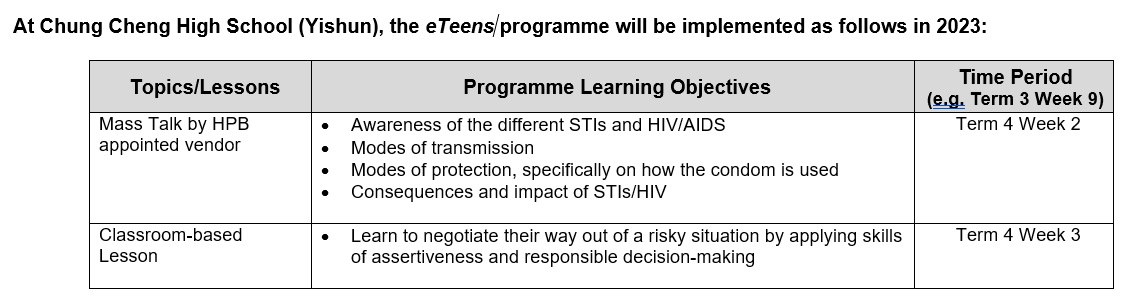 At Chung Cheng High School (Yishun), the eTeens programme will be implemented as follows in 2023:
Topics/Lessons
Programme Learning Objectives
Time Period
(e.g. Term 3 Week 9)
Mass Talk by HPB
appointed vendor
• Awareness of the different STIs and HIV/AIDS
• Modes of transmission
• Modes of protection, specifically on how the condom is used
• Consequences and impact of STIs/HIV
Term 4 Week 2
Classroom-based
Lesson
• Learn to negotiate their way out of a risky situation by applying skills
of assertiveness and responsible decision-making
Term 4 Week 3